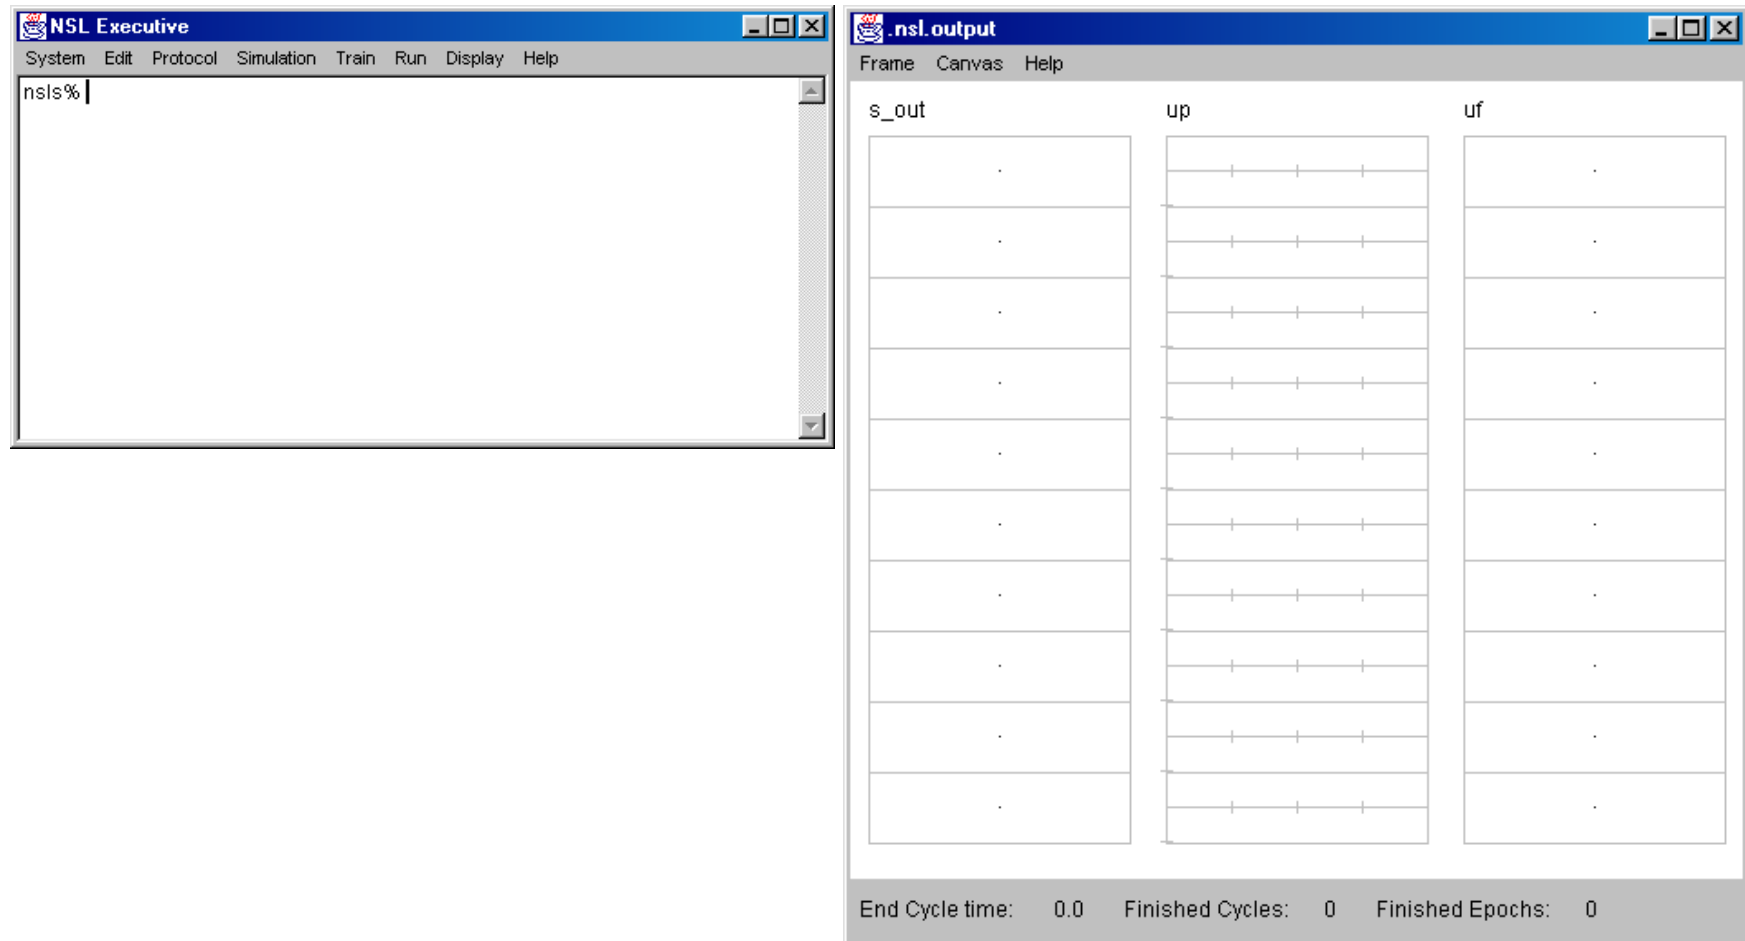 NSL Executive
System Edit Protocol Simulation Train Run Display Help
nsls%
.nsl.output
Frame Canvas Help
s_out up uf
End Cycle time: 0.0 Finished Cycles: 0 Finished Epochs: 0